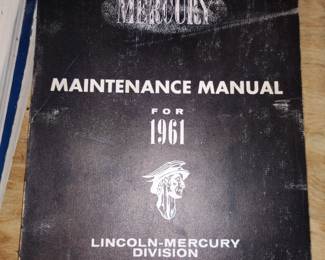 MERCURY
MAINTENANCE MANUAL
FOR
1961
LINCOLN-MERCURY
DIVISION